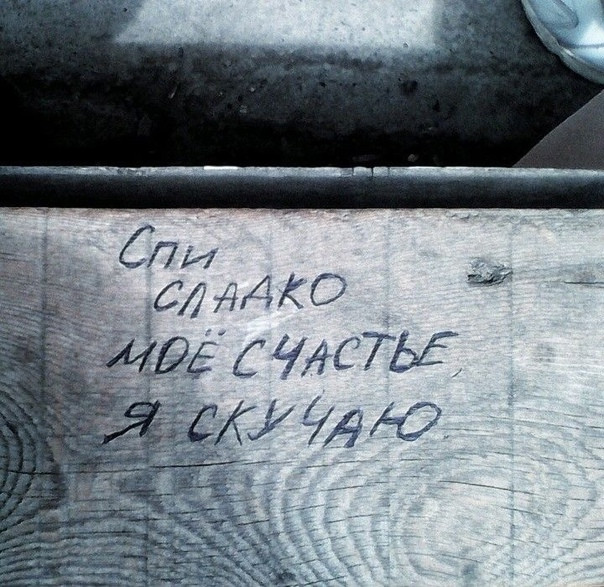 Спи
сладко
моё счастье,
я скучаю.